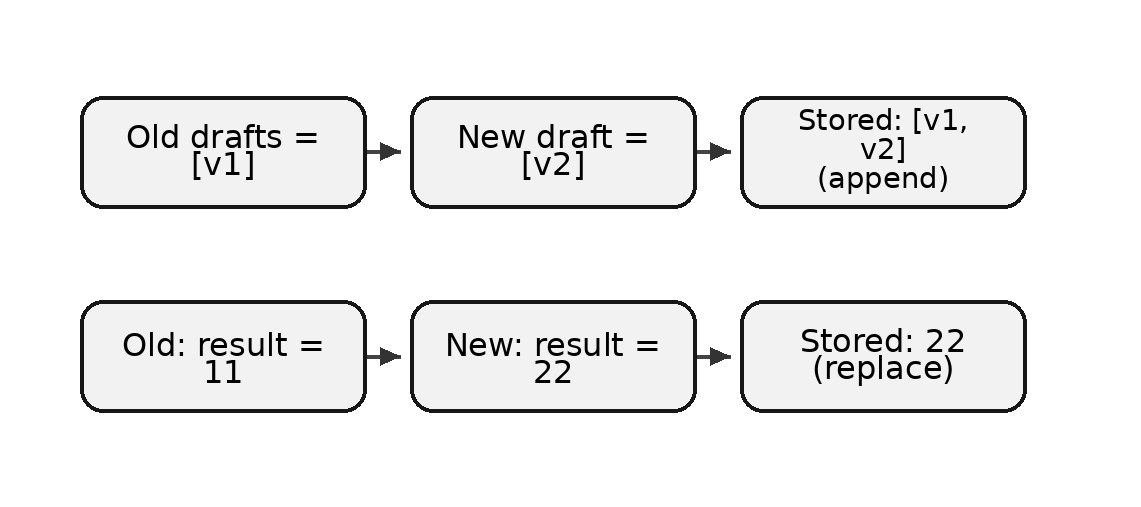 Old drafts =
[v1]
New draft =
[v2]
Stored: [v1,
v2]
(append)
Old: result =
11
New: result =
22
Stored: 22
(replace)